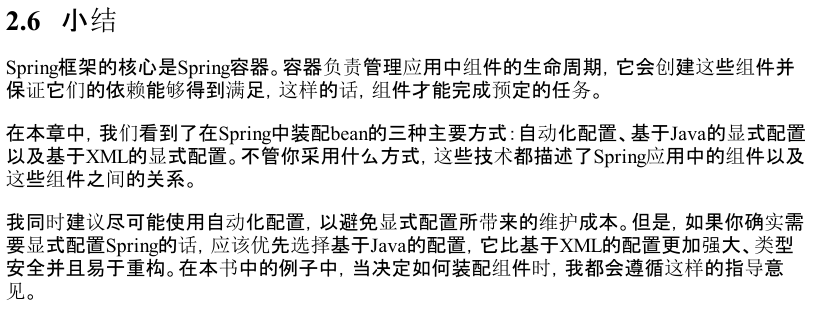 2.6 小结
Spring框架的核心是Spring容器。容器负责管理应用中组件的生命周期，它会创建这些组件并
保证它们的依赖能够得到满足，这样的话，组件才能完成预定的任务。
在本章中，我们看到了在Spring中装配bean的三种主要方式：自动化配置、基于Java的显式配置
以及基于XML的显式配置。不管你采用什么方式，这些技术都描述了Spring应用中的组件以及
这些组件之间的关系。
我同时建议尽可能使用自动化配置，以避免显式配置所带来的维护成本。但是，如果你确实需
要显式配置Spring的话，应该优先选择基于Java的配置，它比基于XML的配置更加强大、类型
安全并且易于重构。在本书中的例子中，当决定如何装配组件时，我都会遵循这样的指导意
见。